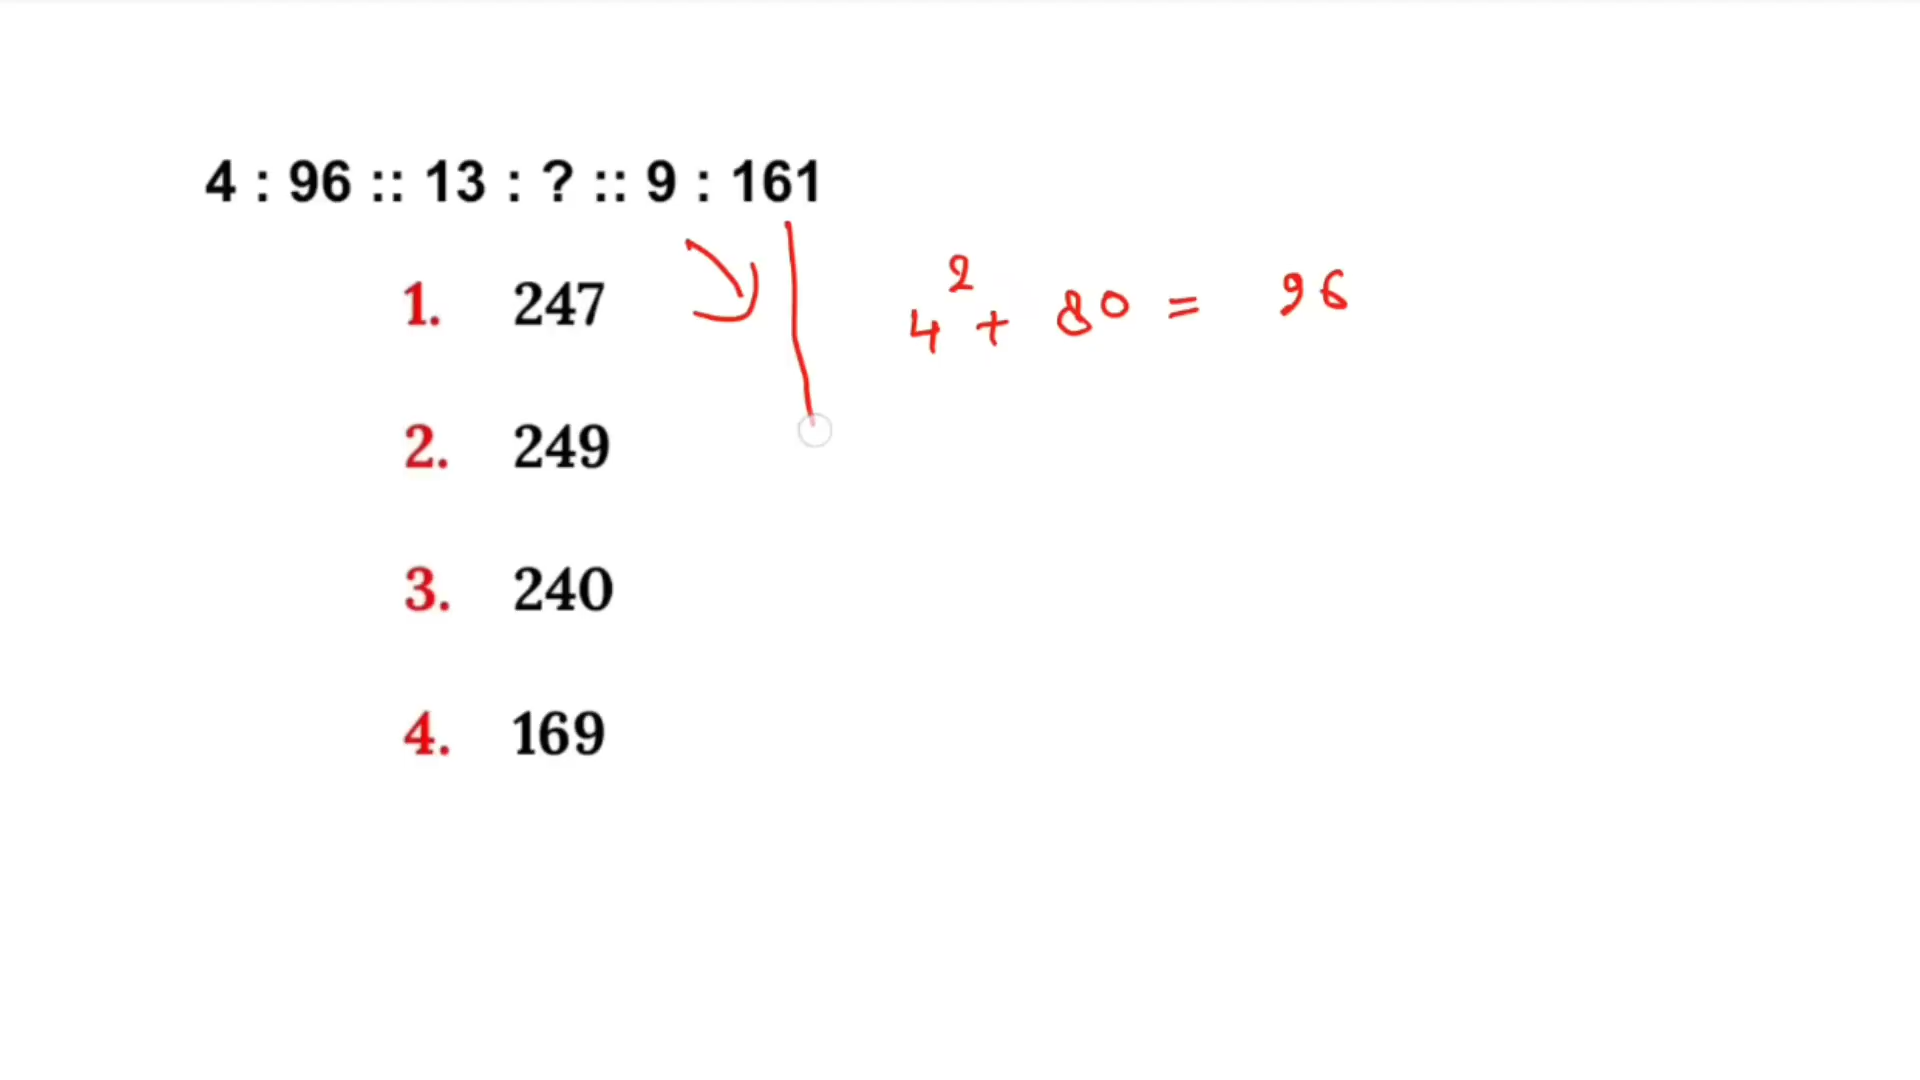 4 : 96 :: 13 : ? :: 9 : 161
1. 247
4² + 80 = 96
2. 249
3. 240
4. 169